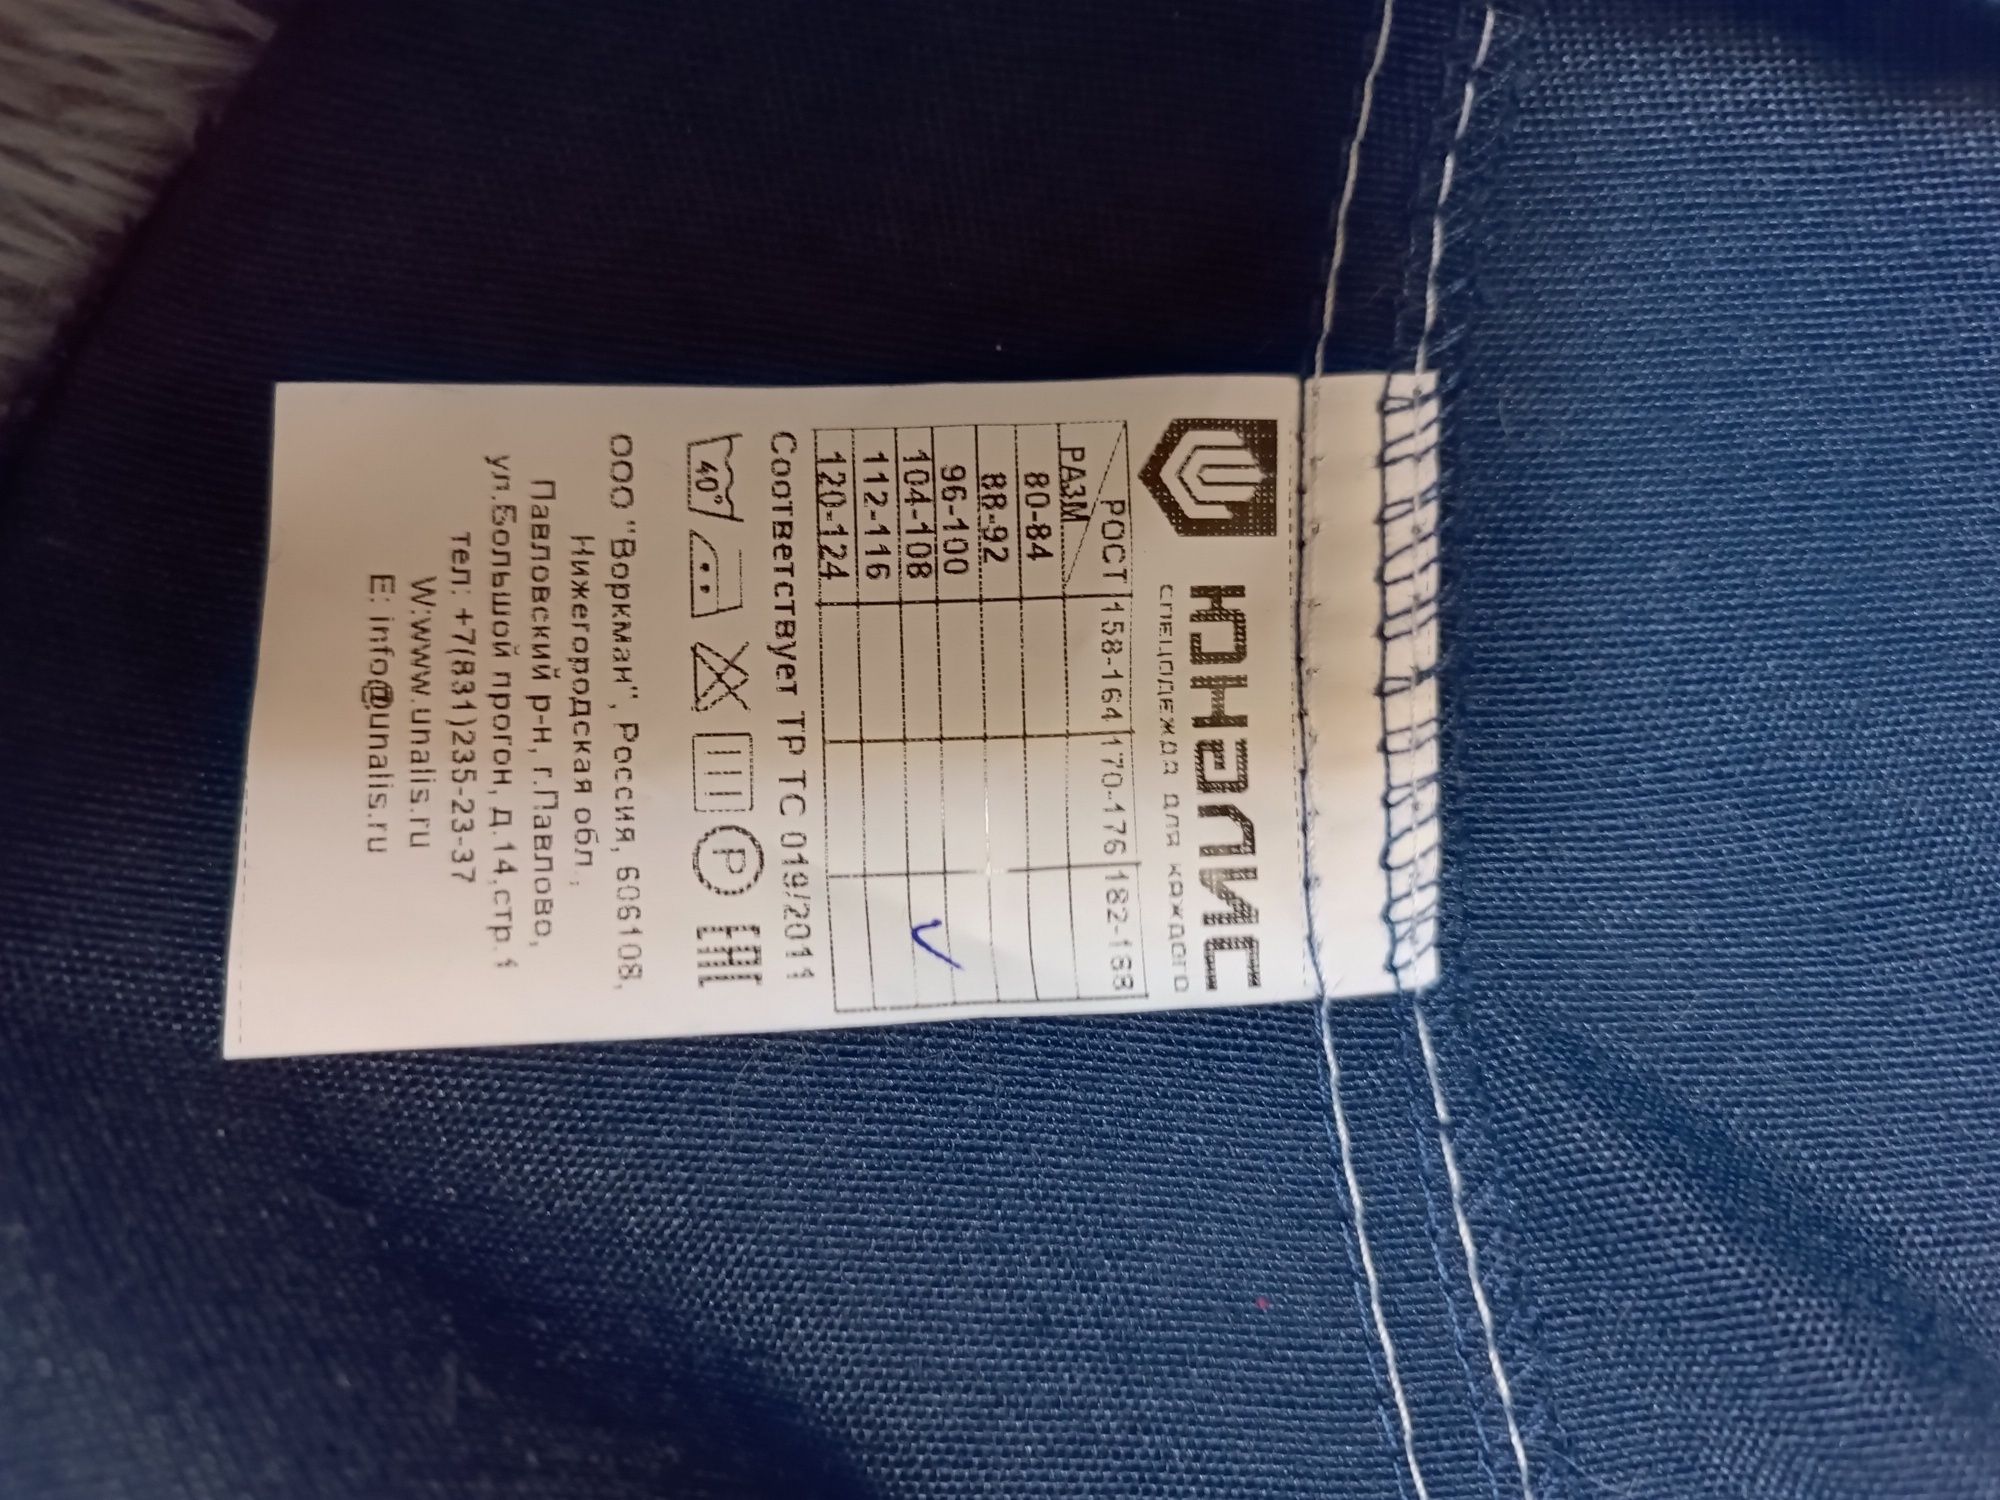 ЮНАЛИС
СПЕЦОДЕЖДА ДЛЯ КАЖДОГО
РОСТ 158-164 170-176 182-188
РАЗМ
80-84
88-92
96-100
104-108 V
112-116
120-124
Соответствует ТР ТС 019/2011
40° P EAC
ООО "Воркман", Россия, 606108,
Нижегородская обл.,
Павловский р-н, г.Павлово,
ул.Большой прогон, д.14,стр.1
тел: +7(831)235-23-37
W:www.unalis.ru
E: info@unalis.ru